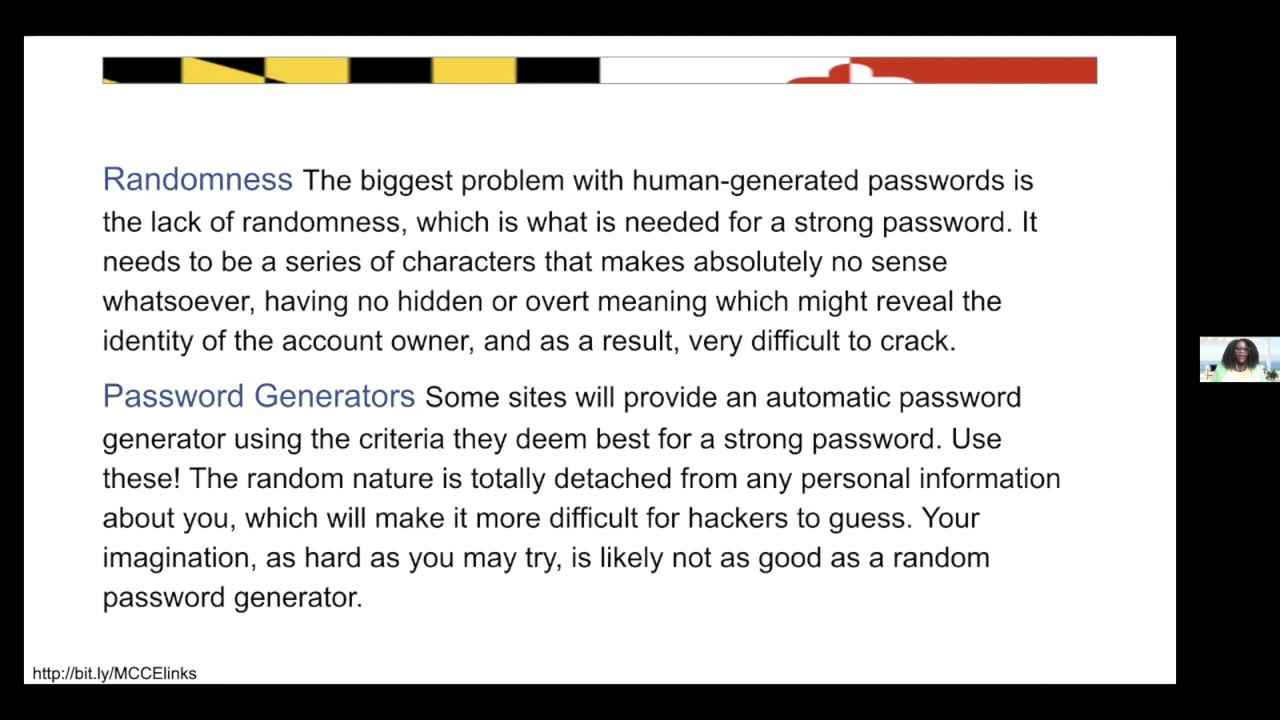 Randomness The biggest problem with human-generated passwords is
the lack of randomness, which is what is needed for a strong password. It
needs to be a series of characters that makes absolutely no sense
whatsoever, having no hidden or overt meaning which might reveal the
identity of the account owner, and as a result, very difficult to crack.
Password Generators Some sites will provide an automatic password
generator using the criteria they deem best for a strong password. Use
these! The random nature is totally detached from any personal information
about you, which will make it more difficult for hackers to guess. Your
imagination, as hard as you may try, is likely not as good as a random
password generator.
http://bit.ly/MCCElinks